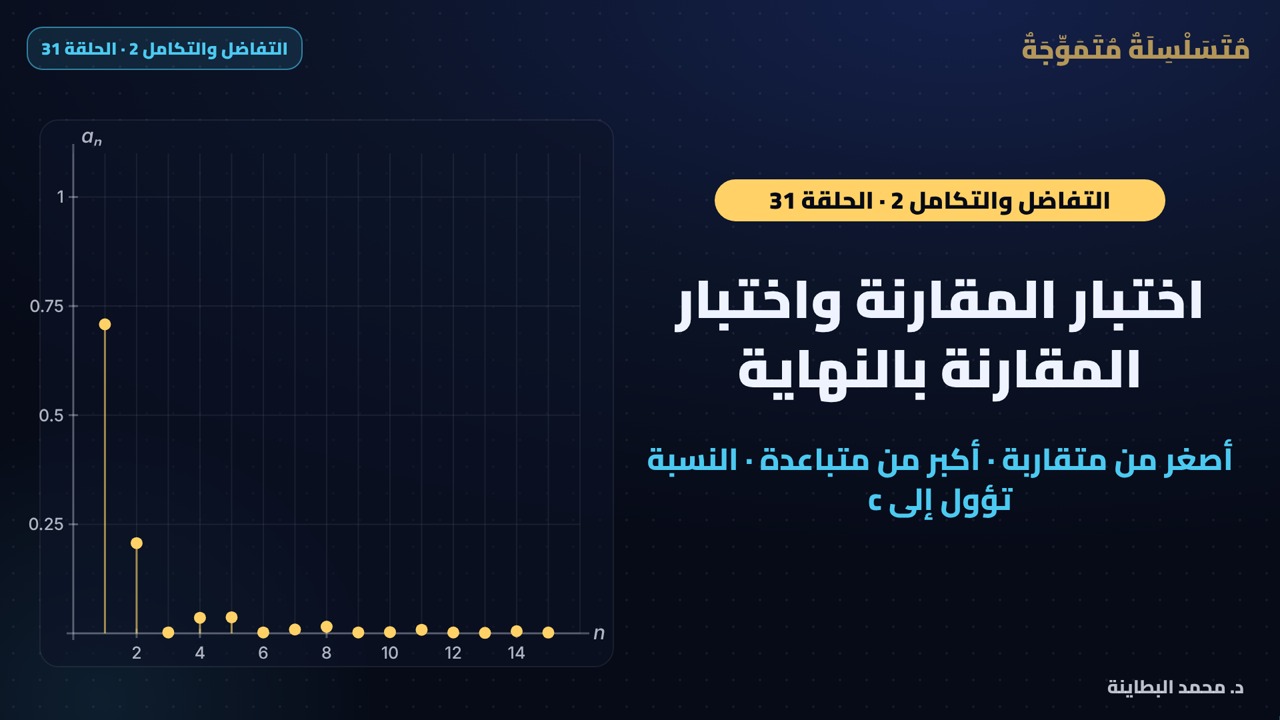 مُتَسَلْسِلَةٌ مُتَمَوِّجَةٌ
التفاضل والتكامل 2 · الحلقة 31
التفاضل والتكامل 2 · الحلقة 31
اختبار المقارنة واختبار
المقارنة بالنهاية
أصغر من متقاربة · أكبر من متباعدة · النسبة
تؤول إلى c
aₙ
1
0.75
0.5
0.25
2 4 6 8 10 12 14
n
د. محمد البطاينة